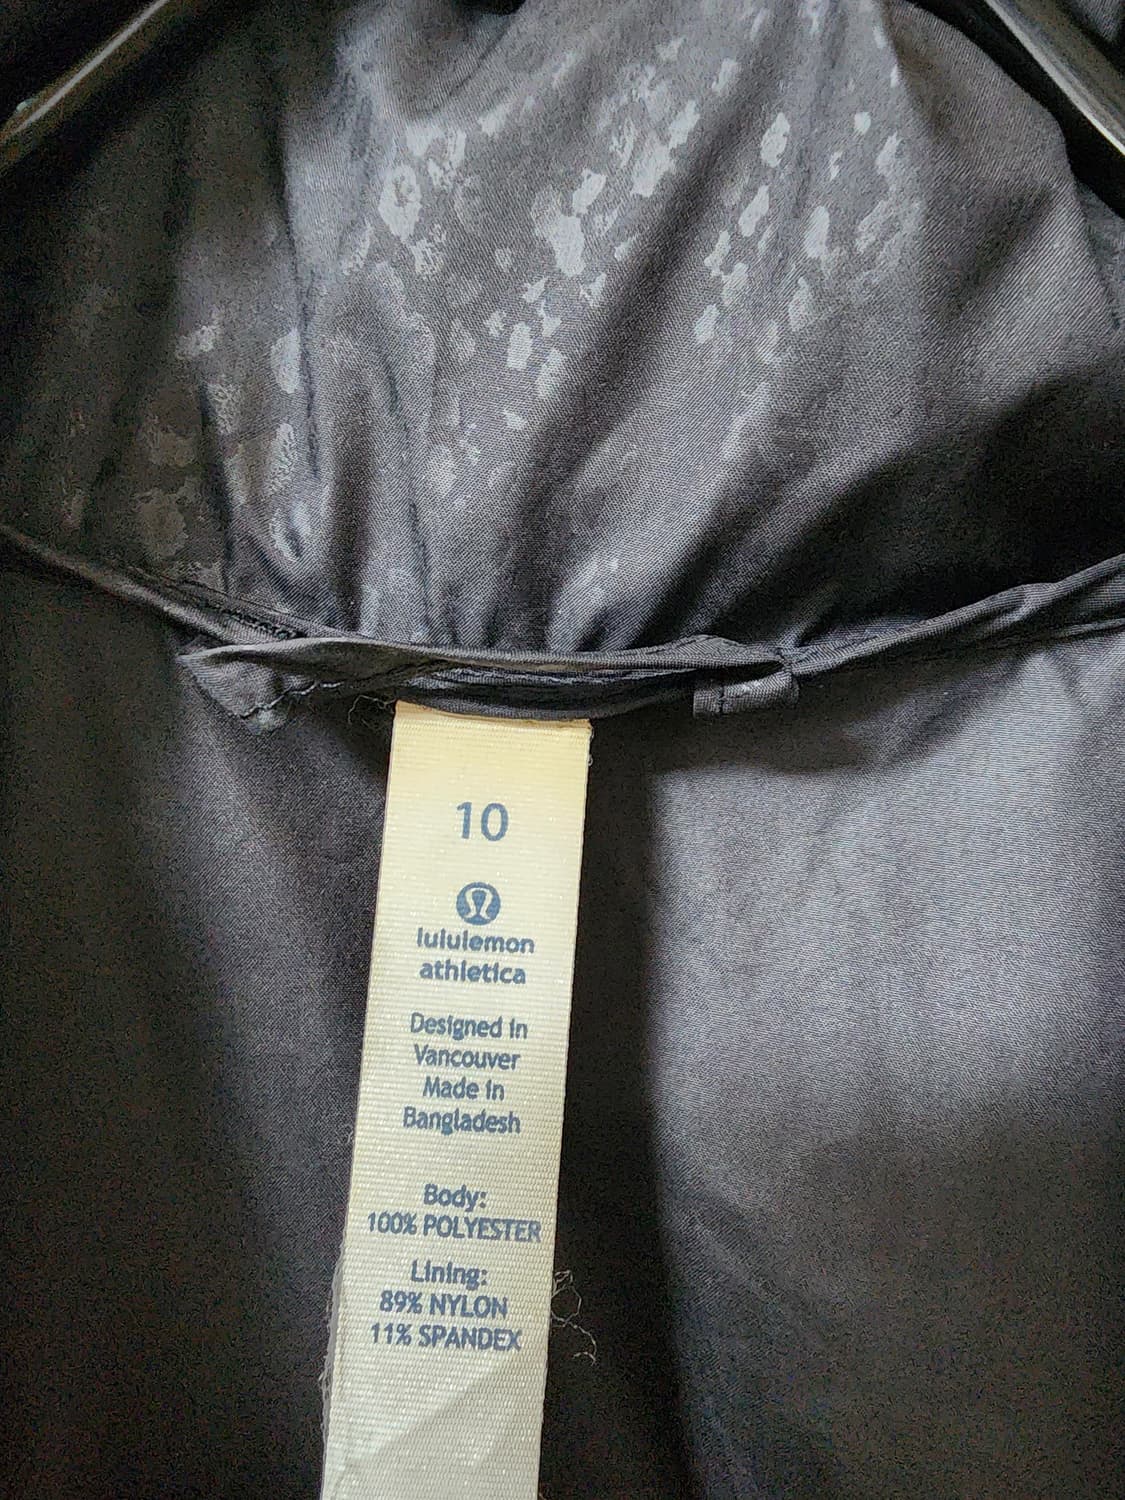 10
lululemon
athletica
Designed in
Vancouver
Made in
Bangladesh
Body:
100% POLYESTER
Lining:
89% NYLON
11% SPANDEX